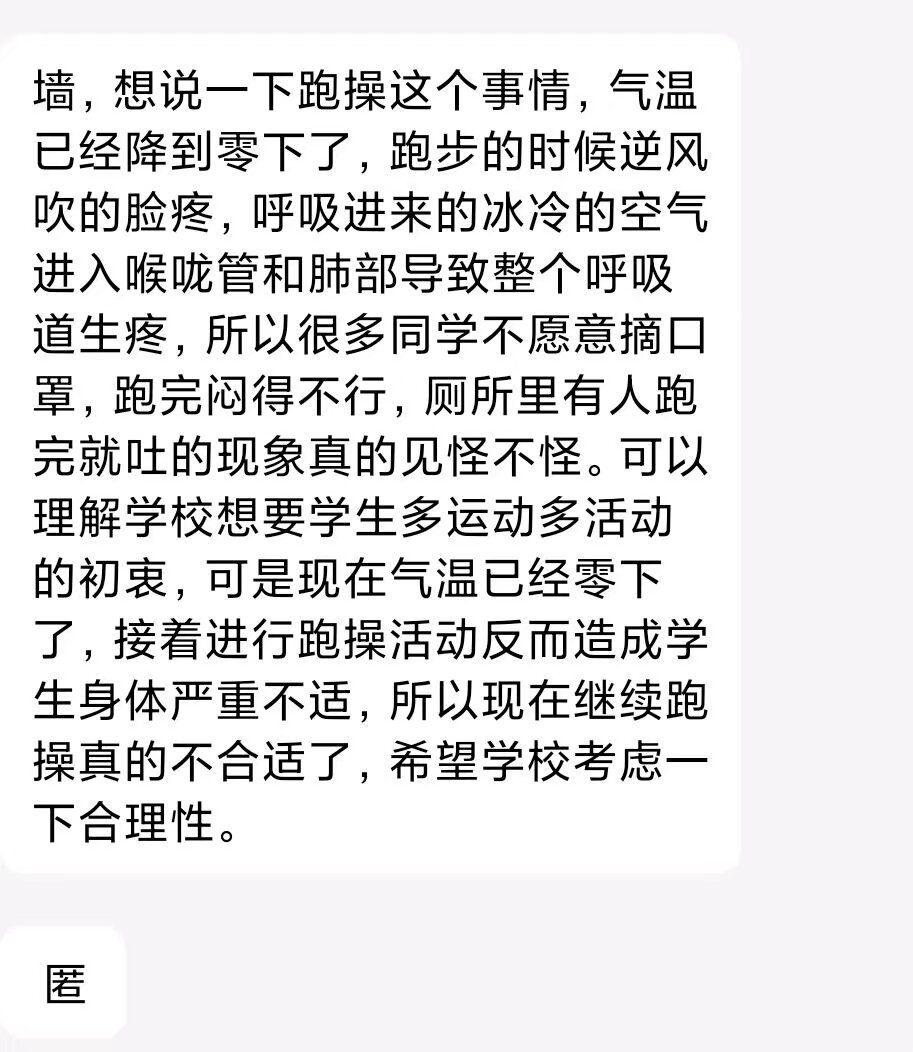 墙，想说一下跑操这个事情，气温
已经降到零下了，跑步的时候逆风
吹的脸疼，呼吸进来的冰冷的空气
进入喉咙管和肺部导致整个呼吸
道生疼，所以很多同学不愿意摘口
罩，跑完闷得不行，厕所里有人跑
完就吐的现象真的见怪不怪。可以
理解学校想要学生多运动多活动
的初衷，可是现在气温已经零下
了，接着进行跑操活动反而造成学
生身体严重不适，所以现在继续跑
操真的不合适了，希望学校考虑一
下合理性。
匿